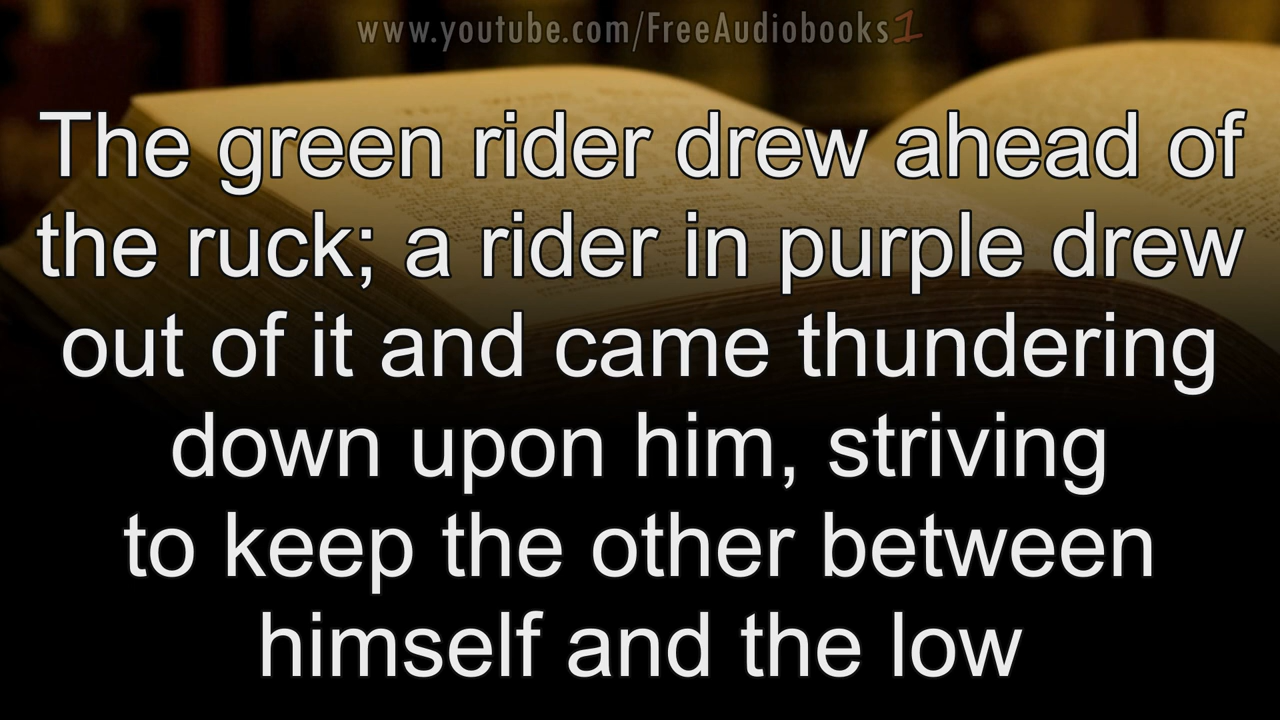 www.youtube.com/FreeAudiobooks1
The green rider drew ahead of
the ruck; a rider in purple drew
out of it and came thundering
down upon him, striving
to keep the other between
himself and the low